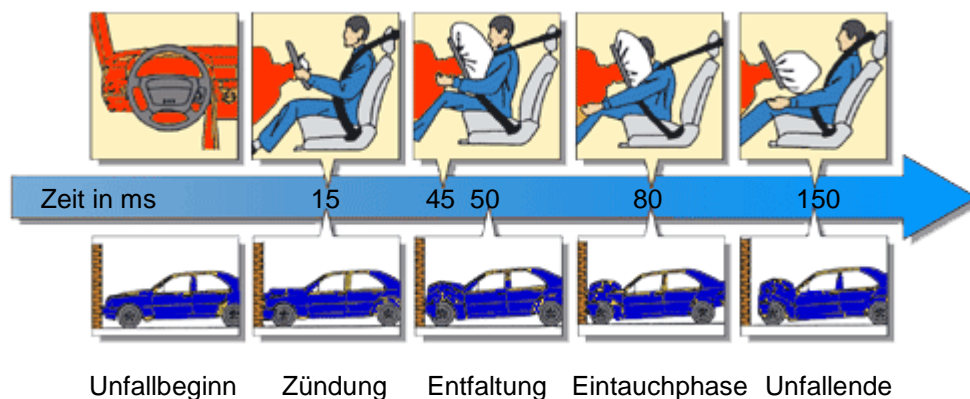 Zeit in ms 15 45 50 80 150
Unfallbeginn Zündung Entfaltung Eintauchphase Unfallende